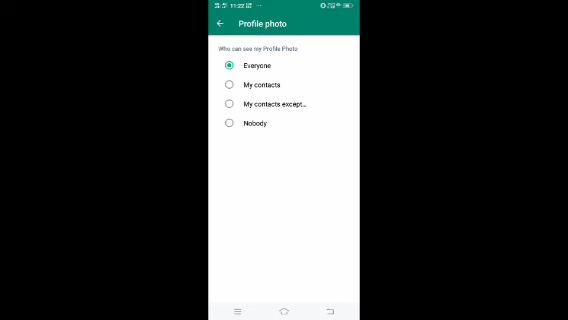 11:22
Profile photo
Who can see my Profile Photo
Everyone
My contacts
My contacts except...
Nobody